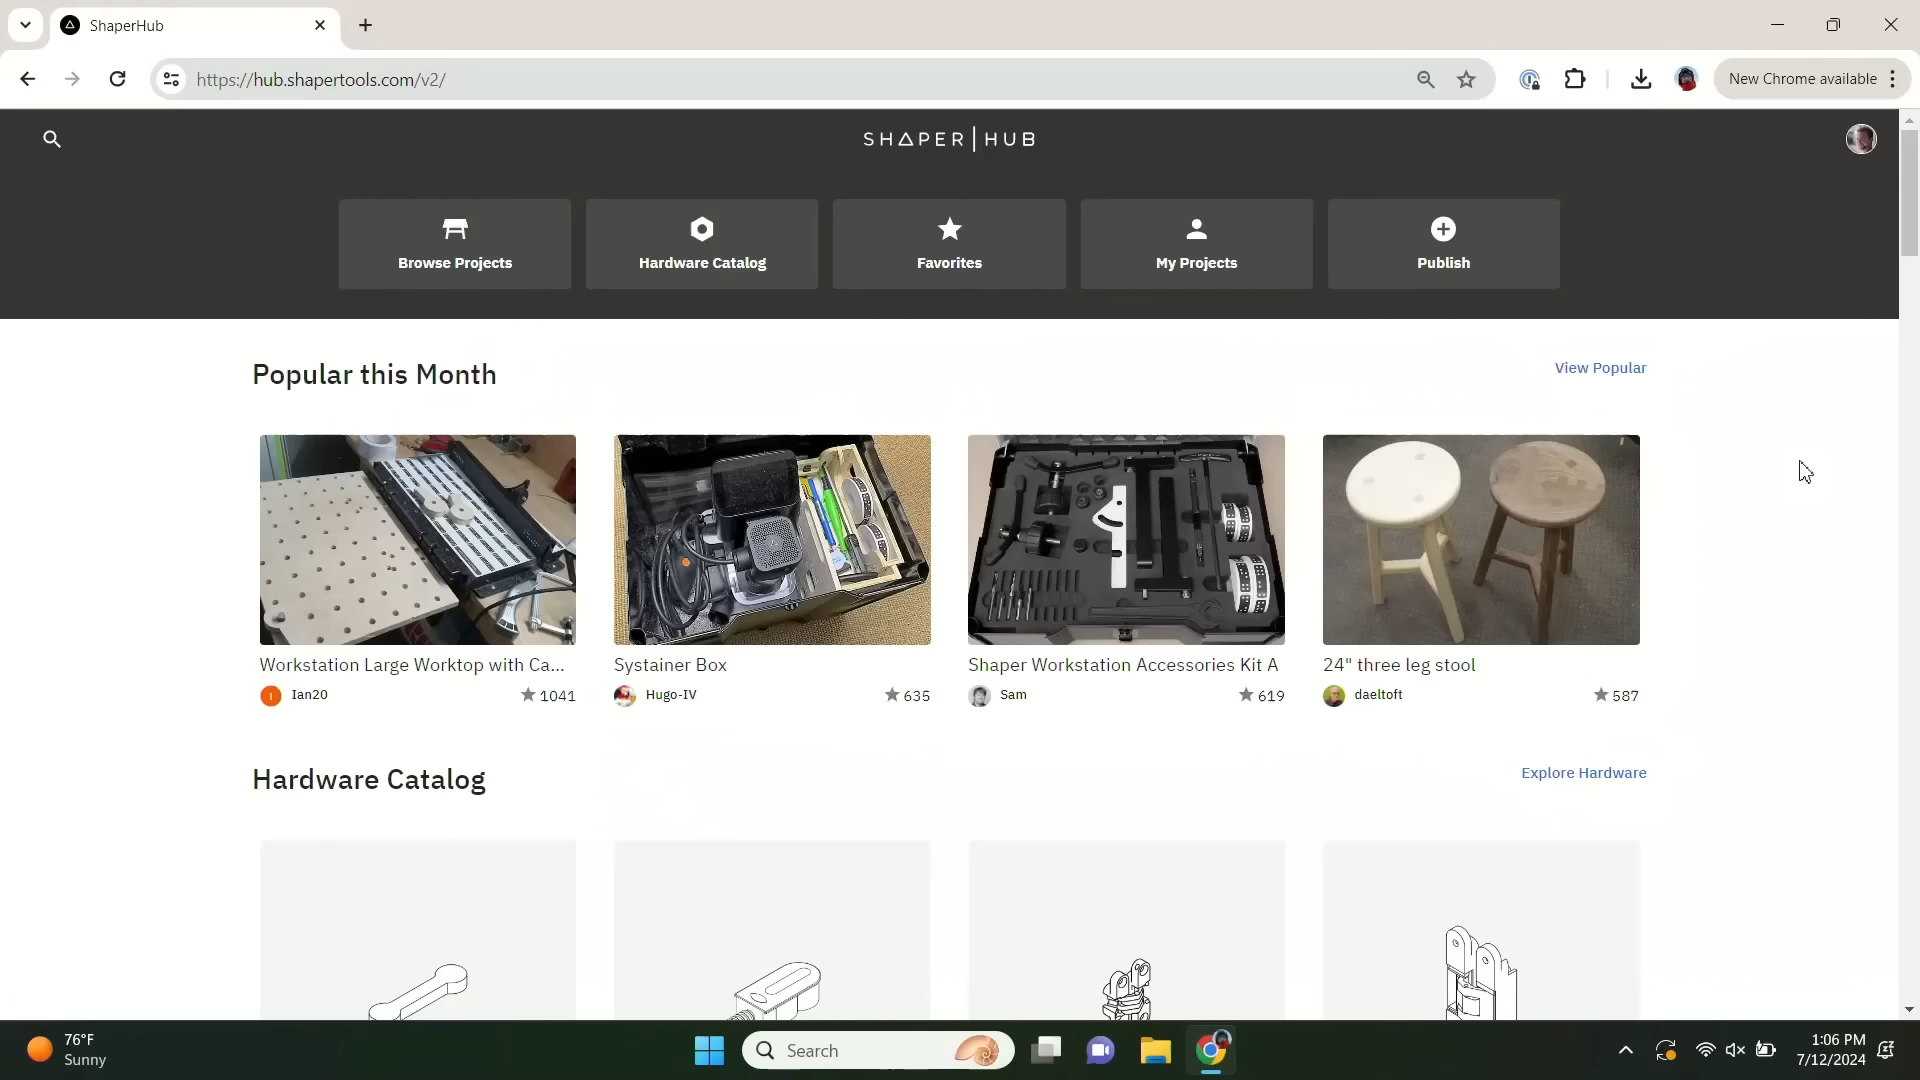 ShaperHub
https://hub.shapertools.com/v2/
New Chrome available
SHAPER|HUB
Browse Projects
Hardware Catalog
Favorites
My Projects
Publish
Popular this Month
View Popular
Workstation Large Worktop with Ca...
Systainer Box
Shaper Workstation Accessories Kit A
24" three leg stool
I Ian20
1041
Hugo-IV
635
Sam
619
daeltoft
587
Hardware Catalog
Explore Hardware
76°F
Sunny
Search
1:06 PM
7/12/2024